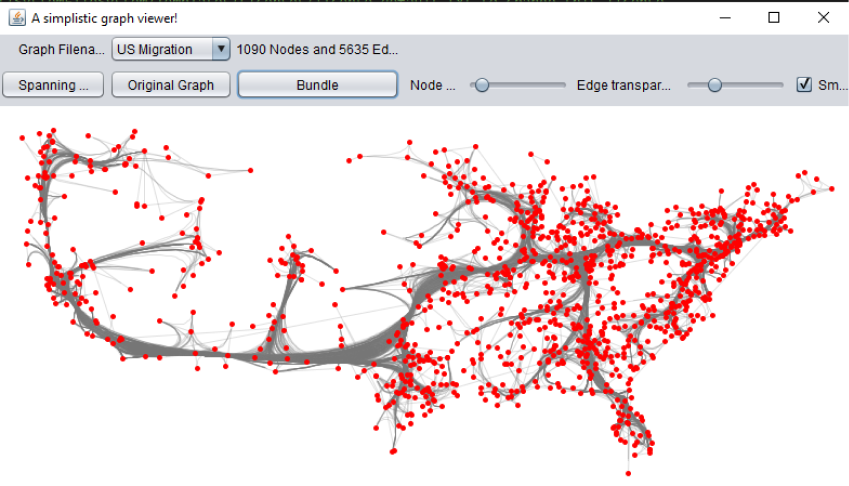 A simplistic graph viewer!
Graph Filena... US Migration 1090 Nodes and 5635 Ed...
Spanning ... Original Graph Bundle Node ... Edge transpar... Sm...